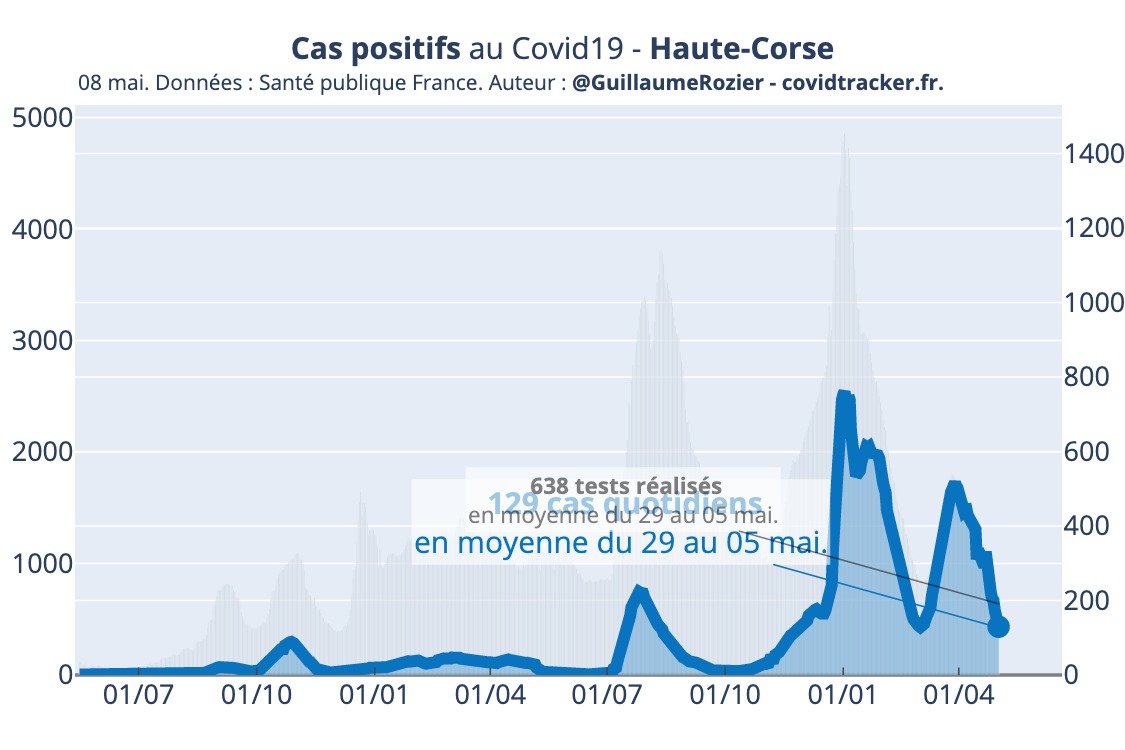 Cas positifs au Covid19 - Haute-Corse
08 mai. Données : Santé publique France. Auteur : @GuillaumeRozier - covidtracker.fr.
5000
4000
3000
2000
1000
0
1400
1200
1000
800
600
400
200
0
638 tests réalisés
129 cas quotidiens
en moyenne du 29 au 05 mai.
en moyenne du 29 au 05 mai.
01/07 01/10 01/01 01/04 01/07 01/10 01/01 01/04